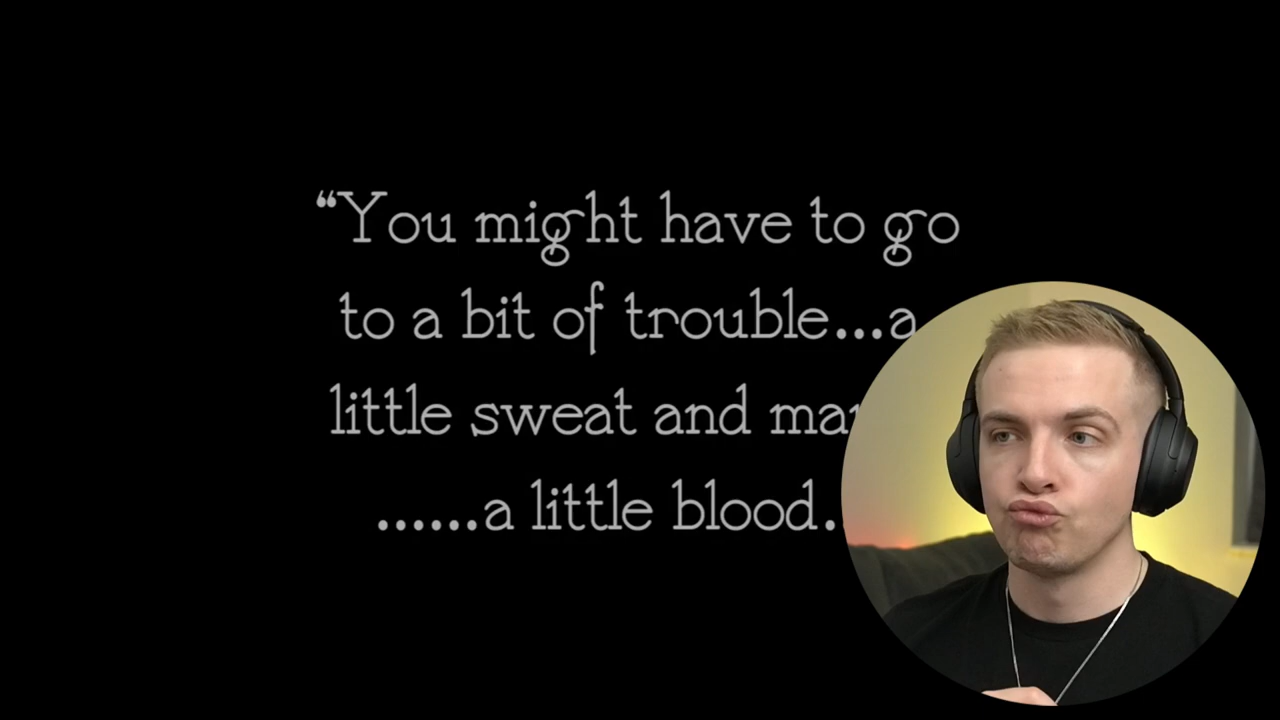 “You might have to go
to a bit of trouble...a
little sweat and
......a little blood.